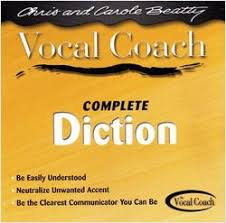 Chris and Carole Beatty
Vocal Coach
COMPLETE
Diction
• Be Easily Understood
• Neutralize Unwanted Accent
• Be the Clearest Communicator You Can Be
the
Vocal Coach